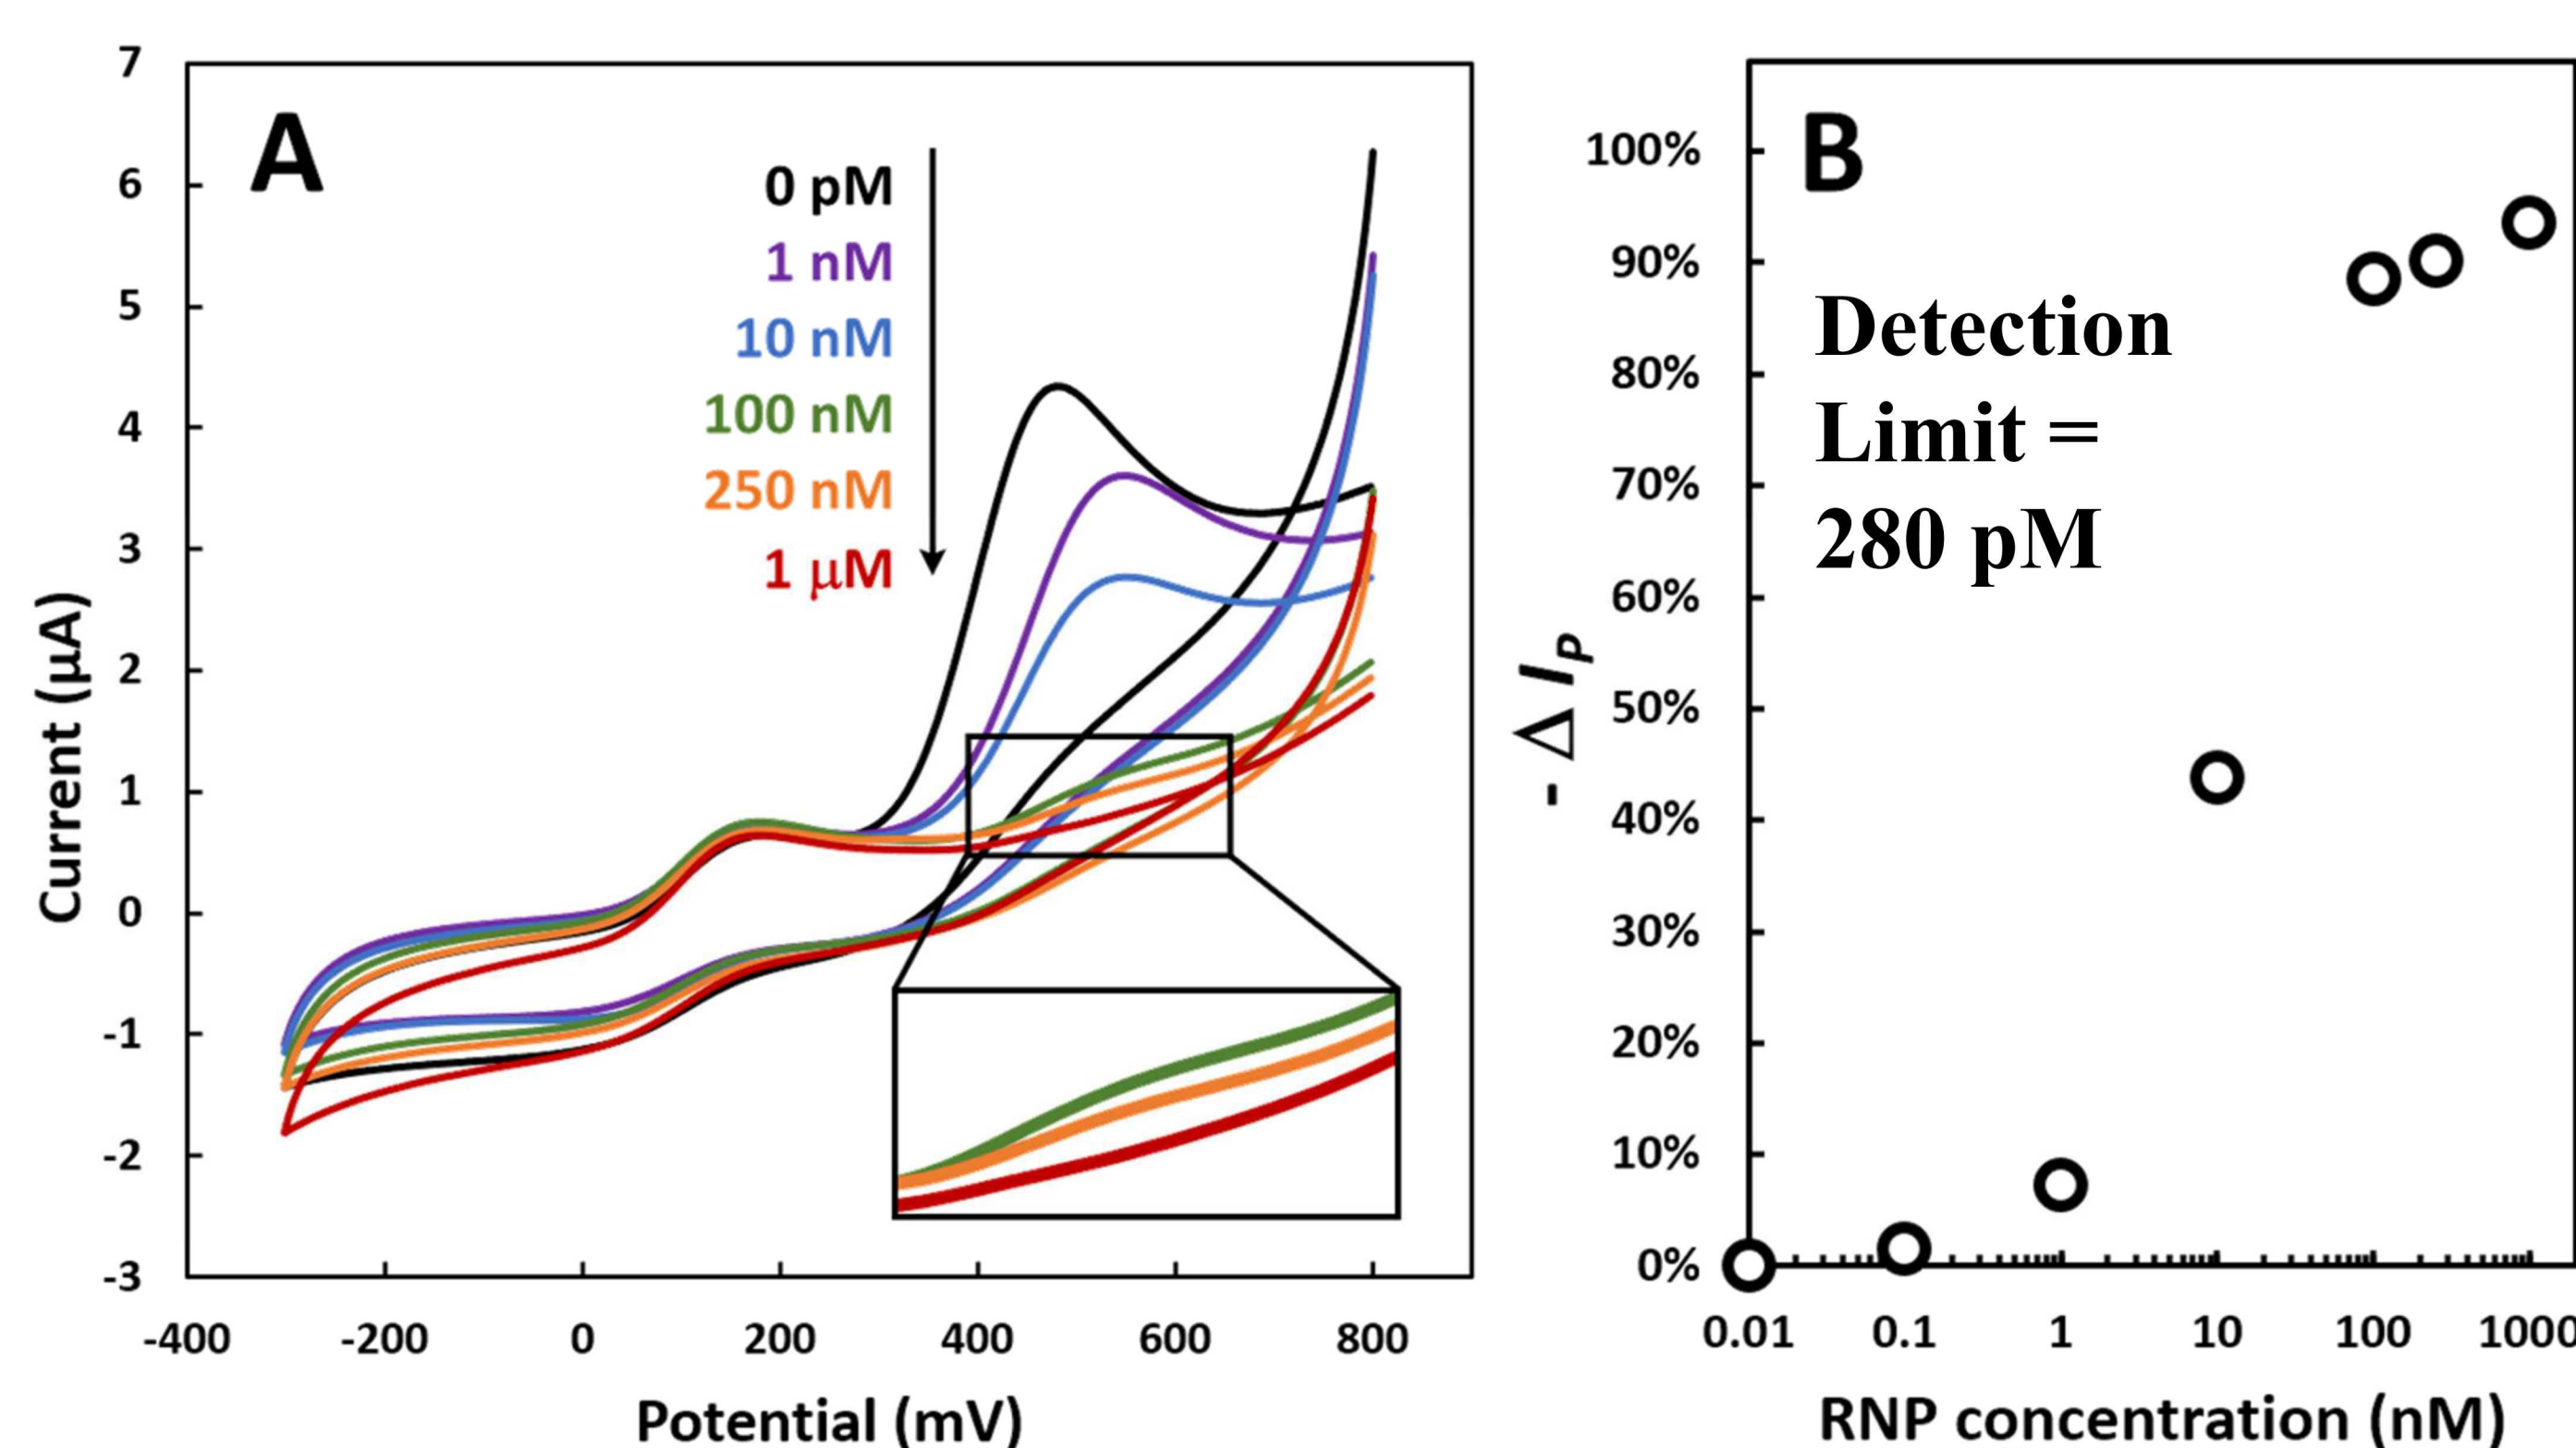 A
7
6
5
4
3
2
1
0
-1
-2
-3
Current (µA)
0 pM
1 nM
10 nM
100 nM
250 nM
1 µM
-400 -200 0 200 400 600 800
Potential (mV)
B
100%
90%
80%
70%
60%
50%
40%
30%
20%
10%
0%
- Δ IP
Detection
Limit =
280 pM
0.01 0.1 1 10 100 1000
RNP concentration (nM)